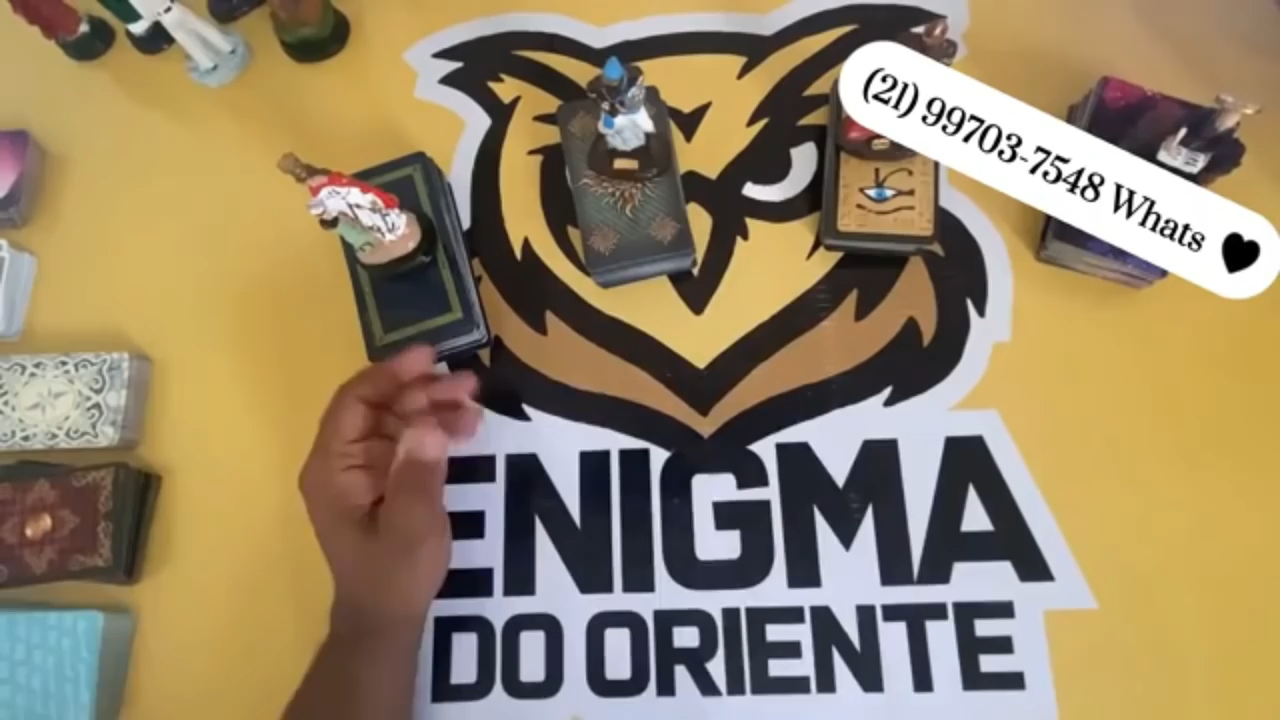 (21) 99703-7548 Whats 🖤
ENIGMA
DO ORIENTE